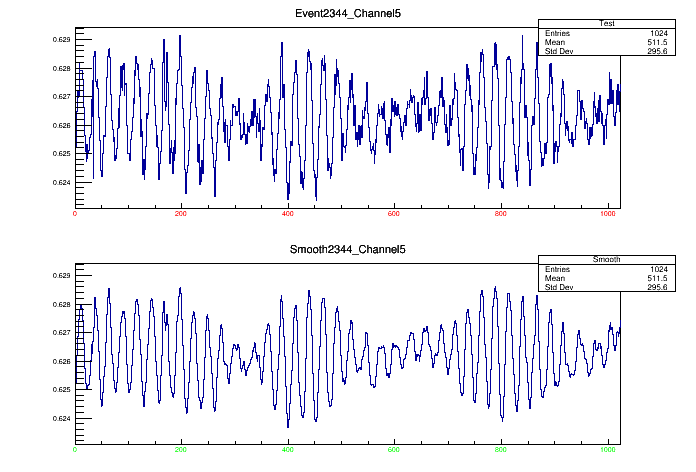 Event2344_Channel5
Test
Entries 1024
Mean 511.5
Std Dev 295.6
0.629
0.628
0.627
0.626
0.625
0.624
0 200 400 600 800 1000
Smooth2344_Channel5
Smooth
Entries 1024
Mean 511.5
Std Dev 295.6
0.629
0.628
0.627
0.626
0.625
0.624
0 200 400 600 800 1000